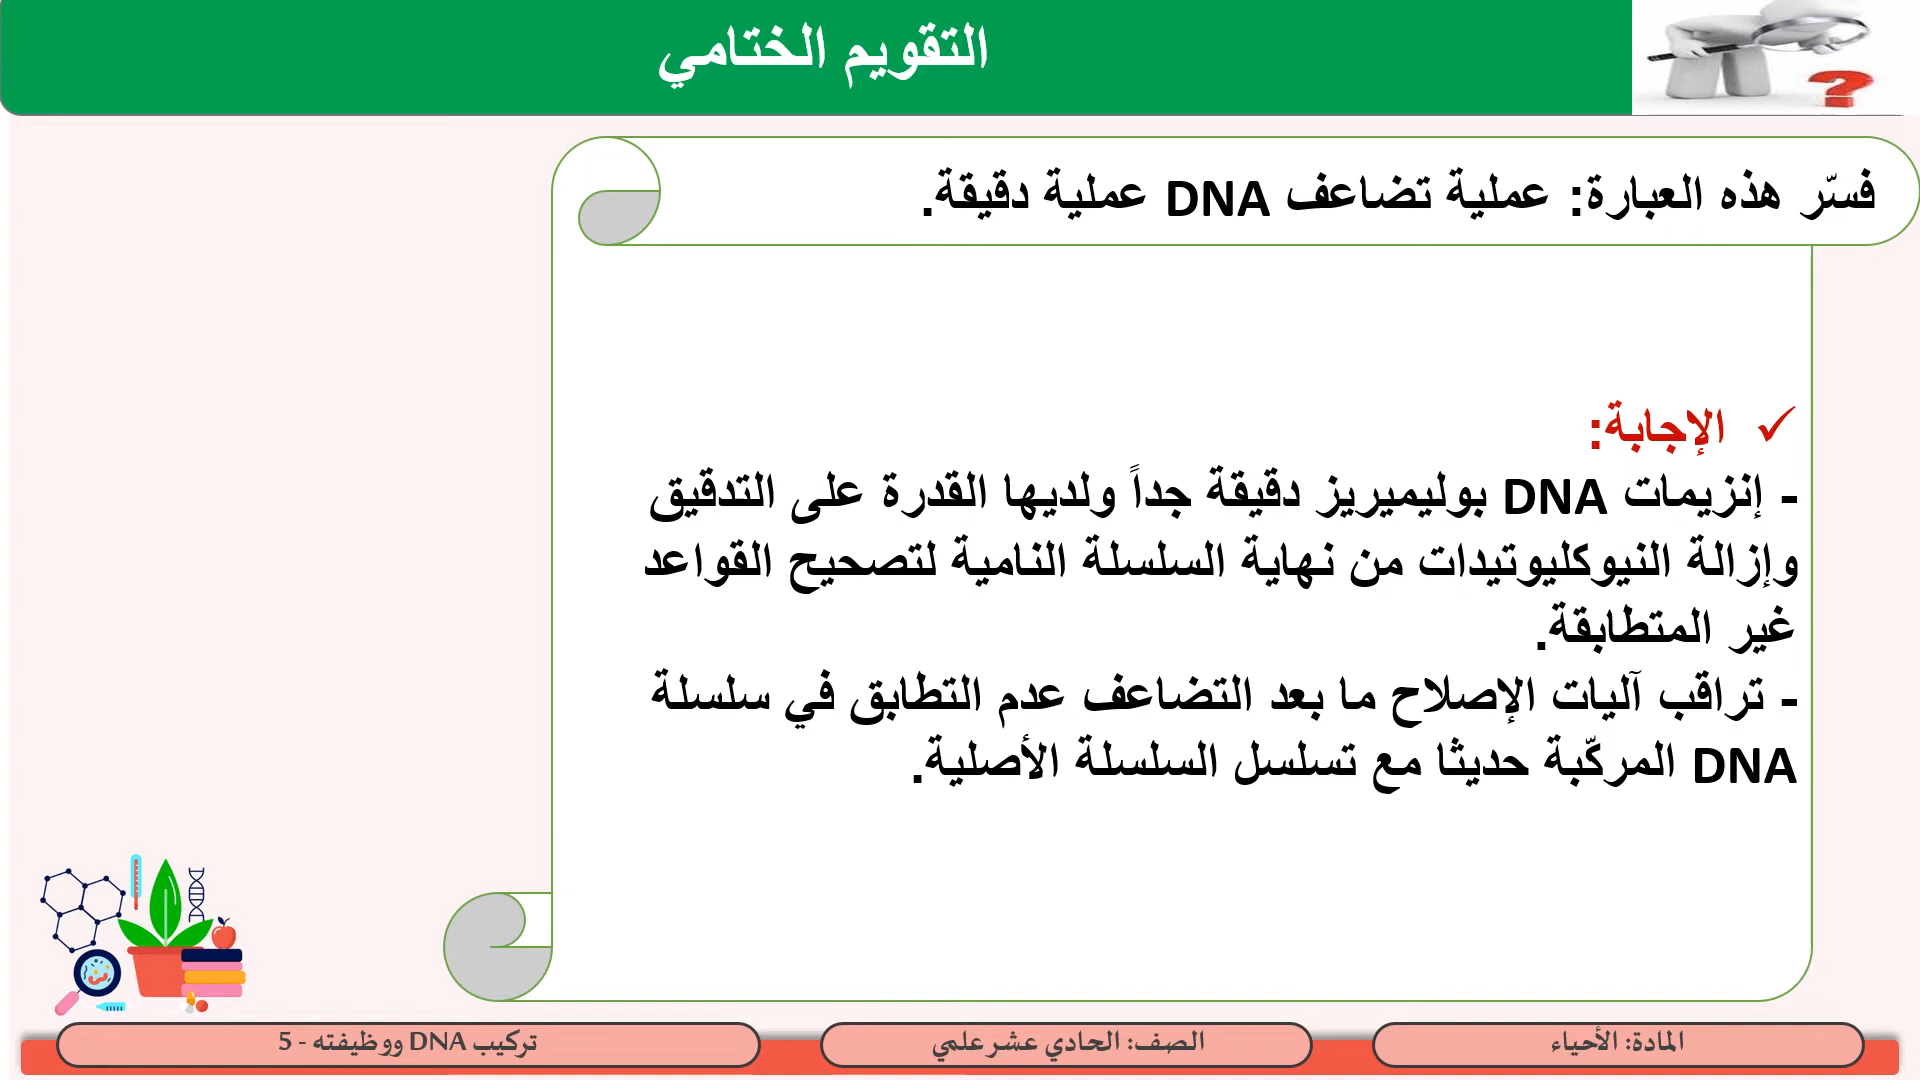 التقويم الختامي
فسّر هذه العبارة: عملية تضاعف DNA عملية دقيقة.
✓ الإجابة:
- إنزيمات DNA بوليميريز دقيقة جداً ولديها القدرة على التدقيق
وإزالة النيوكليوتيدات من نهاية السلسلة النامية لتصحيح القواعد
غير المتطابقة.
- تراقب آليات الإصلاح ما بعد التضاعف عدم التطابق في سلسلة
DNA المركّبة حديثا مع تسلسل السلسلة الأصلية.
المادة: الأحياء
الصف: الحادي عشر علمي
تركيب DNA ووظيفته - 5